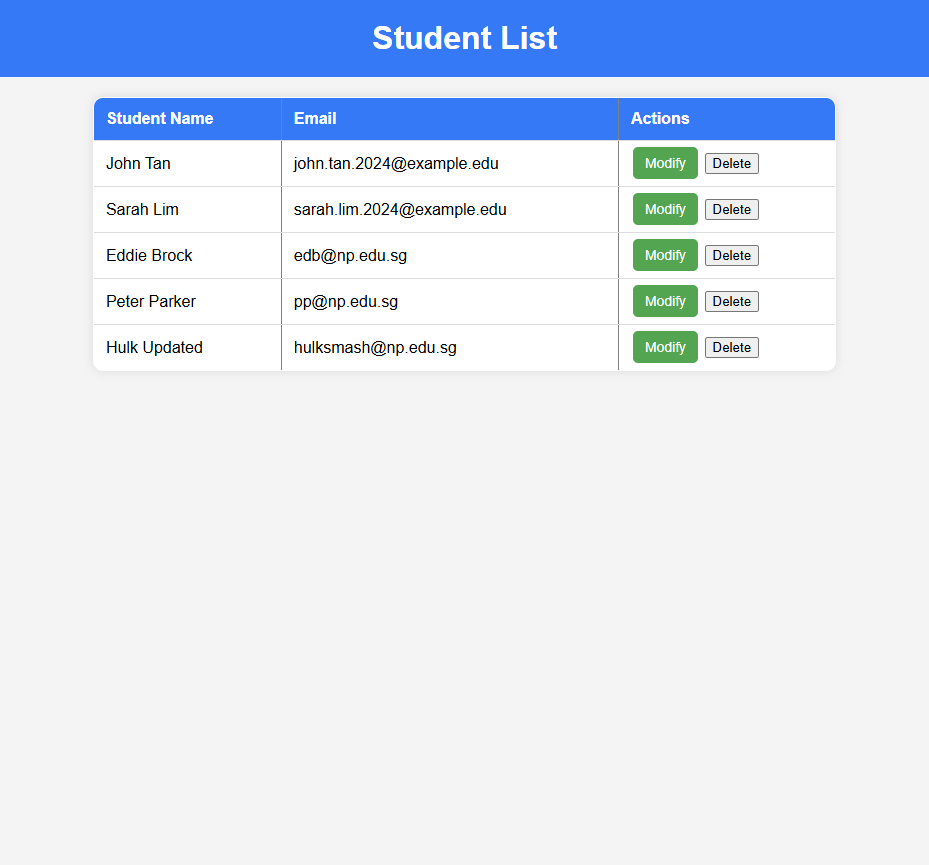 Student List
Student Name Email Actions
John Tan john.tan.2024@example.edu Modify Delete
Sarah Lim sarah.lim.2024@example.edu Modify Delete
Eddie Brock edb@np.edu.sg Modify Delete
Peter Parker pp@np.edu.sg Modify Delete
Hulk Updated hulksmash@np.edu.sg Modify Delete